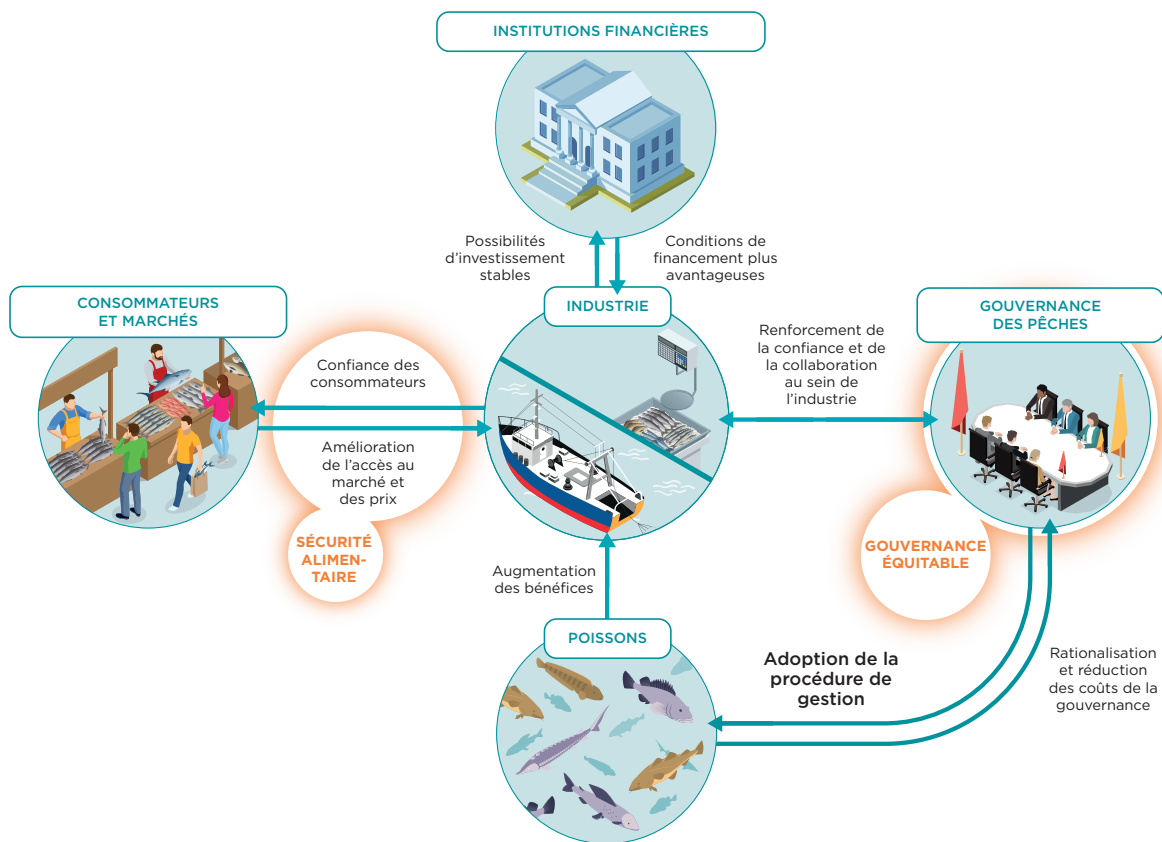 INSTITUTIONS FINANCIÈRES
Possibilités
d’investissement
stables
Conditions de
financement plus
avantageuses
CONSOMMATEURS
ET MARCHÉS
INDUSTRIE
GOUVERNANCE
DES PÊCHES
Confiance des
consommateurs
Amélioration
de l’accès au
marché et
des prix
Renforcement de
la confiance et de
la collaboration
au sein de
l’industrie
SÉCURITÉ
ALIMEN-
TAIRE
GOUVERNANCE
ÉQUITABLE
Augmentation
des bénéfices
POISSONS
Adoption de la
procédure de
gestion
Rationalisation
et réduction
des coûts de la
gouvernance